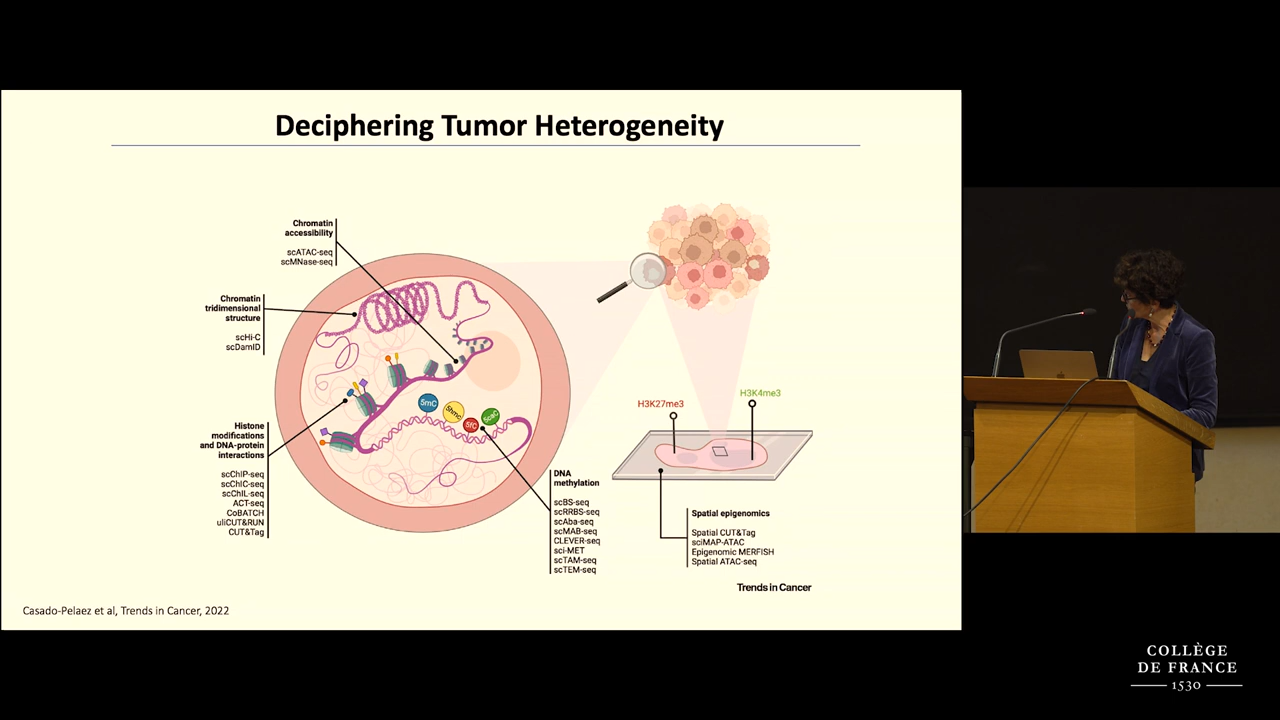 Deciphering Tumor Heterogeneity
Chromatin
accessibility
scATAC-seq
scMNase-seq
Chromatin
tridimensional
structure
scHi-C
scDamID
Histone
modifications
and DNA-protein
interactions
scChIP-seq
scChIC-seq
scChIL-seq
ACT-seq
CoBATCH
uliCUT&RUN
CUT&Tag
5mC
5hmC
5fC
5caC
DNA
methylation
scBS-seq
scRRBS-seq
scAba-seq
scMAB-seq
CLEVER-seq
sci-MET
scTAM-seq
scTEM-seq
H3K27me3
H3K4me3
Spatial epigenomics
Spatial CUT&Tag
sciMAP-ATAC
Epigenomic MERFISH
Spatial ATAC-seq
Trends in Cancer
Casado-Pelaez et al, Trends in Cancer, 2022
COLLÈGE
DE FRANCE
1530